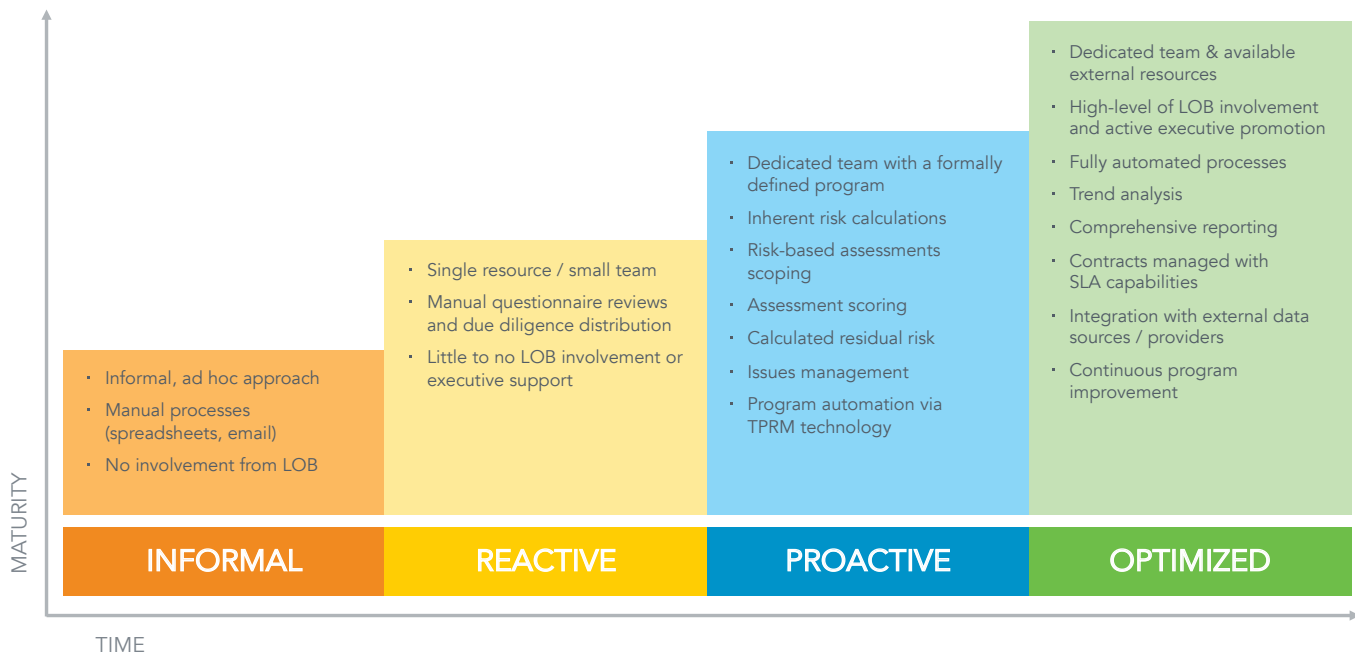 MATURITY
· Informal, ad hoc approach
· Manual processes
(spreadsheets, email)
· No involvement from LOB
· Single resource / small team
· Manual questionnaire reviews
and due diligence distribution
· Little to no LOB involvement or
executive support
· Dedicated team with a formally
defined program
· Inherent risk calculations
· Risk-based assessments
scoping
· Assessment scoring
· Calculated residual risk
· Issues management
· Program automation via
TPRM technology
· Dedicated team & available
external resources
· High-level of LOB involvement
and active executive promotion
· Fully automated processes
· Trend analysis
· Comprehensive reporting
· Contracts managed with
SLA capabilities
· Integration with external data
sources / providers
· Continuous program
improvement
INFORMAL
REACTIVE
PROACTIVE
OPTIMIZED
TIME